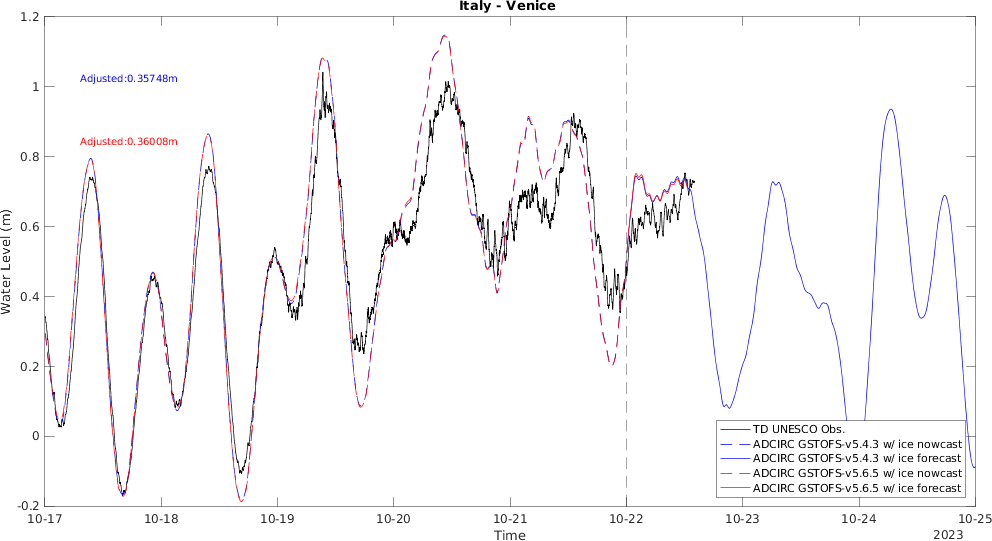 Italy - Venice
Adjusted:0.35748m
Adjusted:0.36008m
Water Level (m)
1.2
1
0.8
0.6
0.4
0.2
0
-0.2
10-17
10-18
10-19
10-20
10-21
10-22
10-23
10-24
10-25
Time
2023
TD UNESCO Obs.
ADCIRC GSTOFS-v5.4.3 w/ ice nowcast
ADCIRC GSTOFS-v5.4.3 w/ ice forecast
ADCIRC GSTOFS-v5.6.5 w/ ice nowcast
ADCIRC GSTOFS-v5.6.5 w/ ice forecast